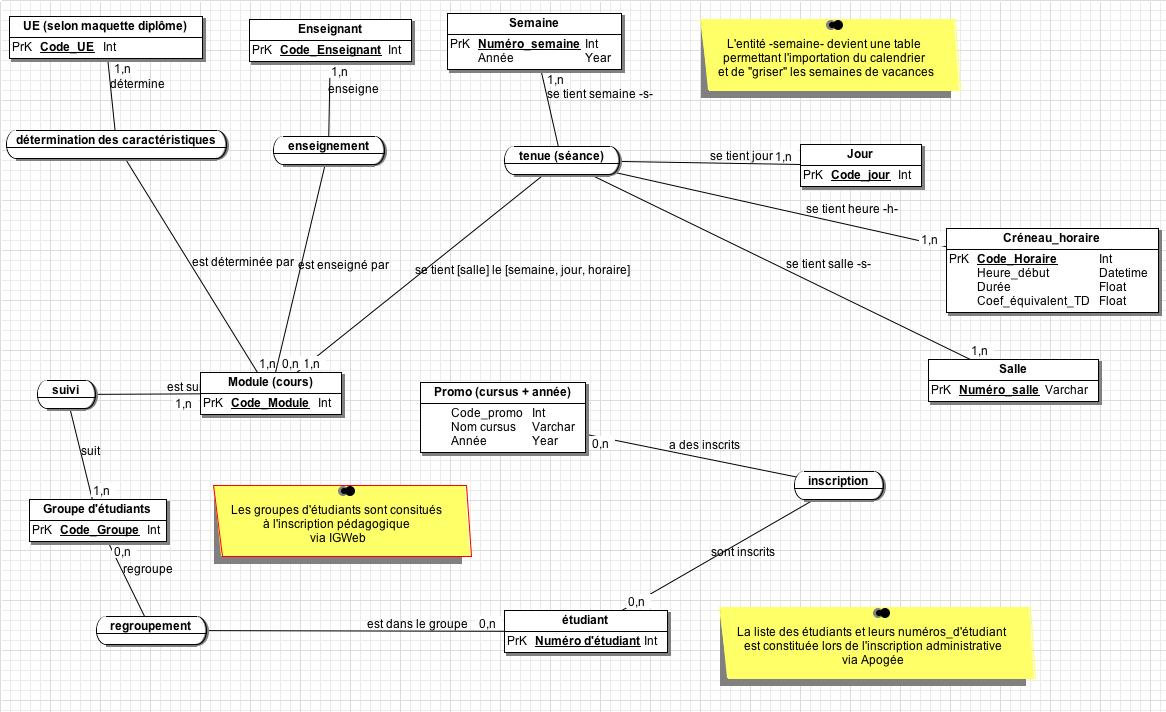 UE (selon maquette diplôme)
PrK Code_UE Int
Enseignant
PrK Code_Enseignant Int
Semaine
PrK Numéro_semaine Int
Année Year
L'entité -semaine- devient une table
permettant l'importation du calendrier
et de "griser" les semaines de vacances
1,n
détermine
1,n
enseigne
1,n
se tient semaine -s-
détermination des caractéristiques
enseignement
tenue (séance)
se tient jour 1,n
Jour
PrK Code_jour Int
se tient heure -h-
1,n
Créneau_horaire
PrK Code_Horaire Int
Heure_début Datetime
Durée Float
Coef_équivalent_TD Float
est déterminée par
est enseigné par
se tient [salle] le [semaine, jour, horaire]
se tient salle -s-
1,n
Salle
PrK Numéro_salle Varchar
1,n 0,n 1,n
Module (cours)
PrK Code_Module Int
suivi
est su
1,n
Promo (cursus + année)
Code_promo Int
Nom cursus Varchar
Année Year
0,n
a des inscrits
inscription
suit
1,n
Groupe d'étudiants
PrK Code_Groupe Int
Les groupes d'étudiants sont consitués
à l'inscription pédagogique
via IGWeb
0,n
regroupe
sont inscrits
0,n
regroupement
est dans le groupe 0,n
étudiant
PrK Numéro d'étudiant Int
La liste des étudiants et leurs numéros_d'étudiant
est constituée lors de l'inscription administrative
via Apogée